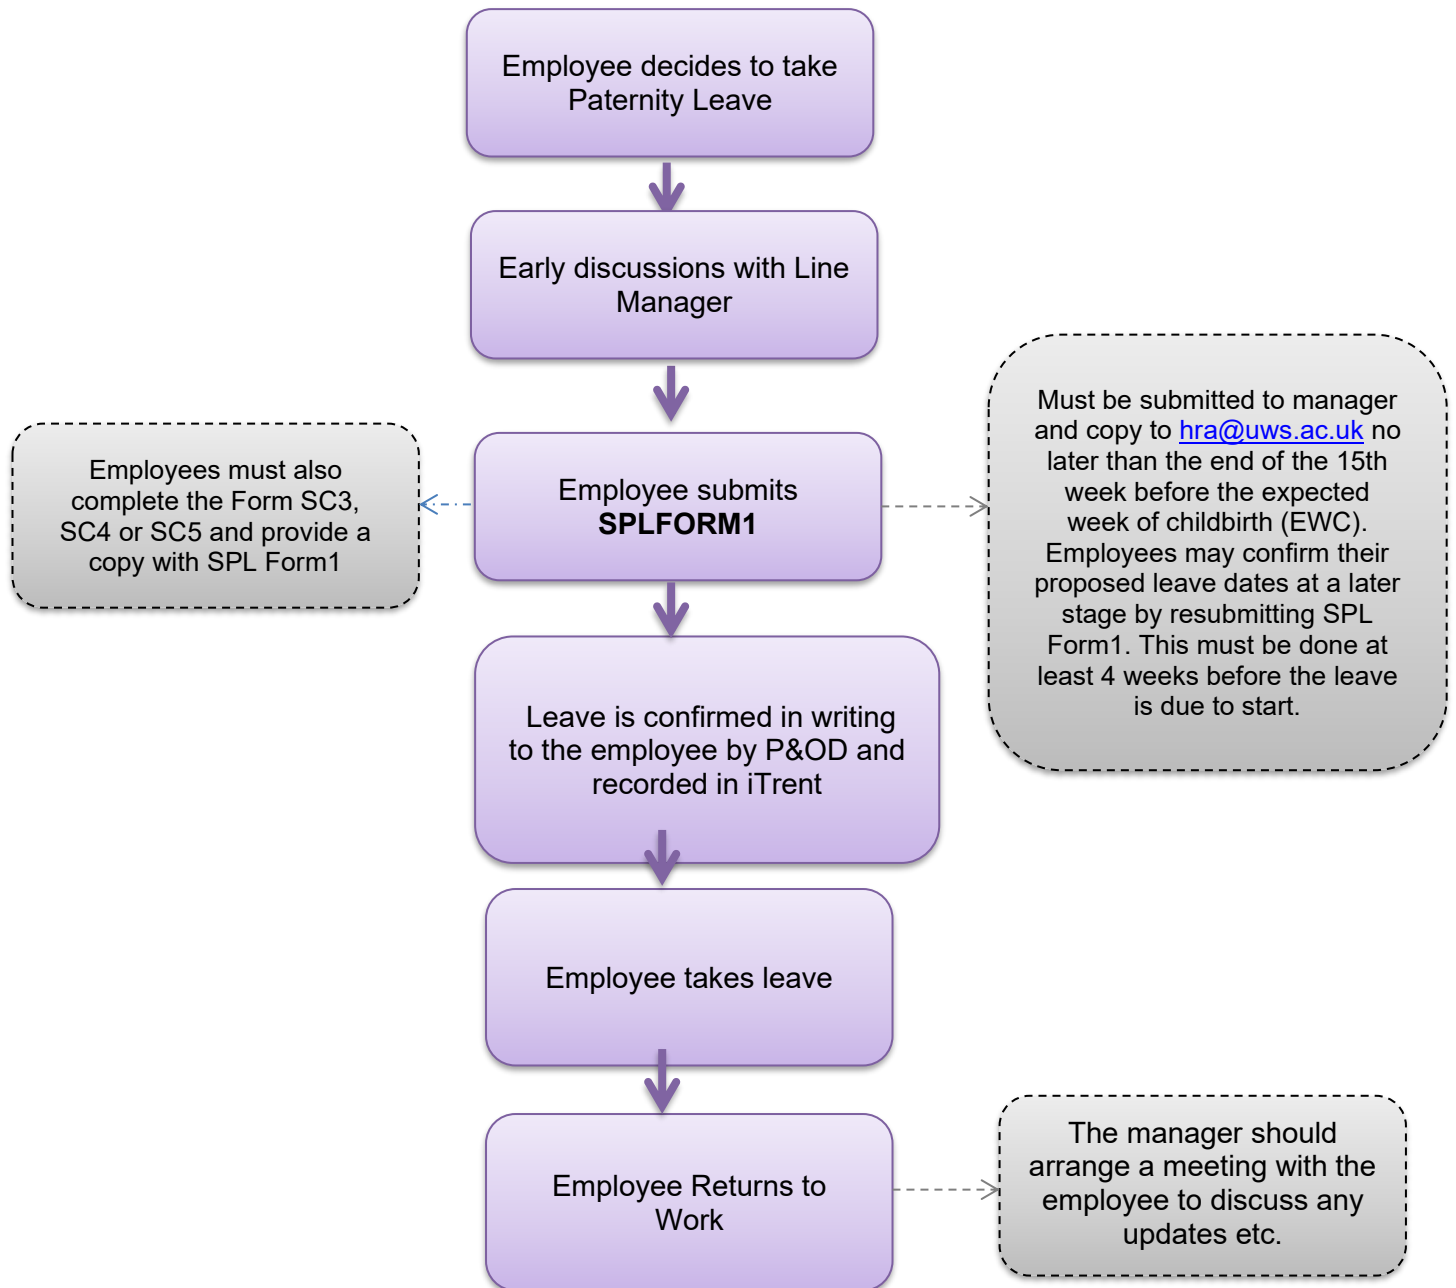 Employee decides to take
Paternity Leave
Early discussions with Line
Manager
Employees must also
complete the Form SC3,
SC4 or SC5 and provide a
copy with SPL Form1
Employee submits
SPLFORM1
Must be submitted to manager
and copy to hra@uws.ac.uk no
later than the end of the 15th
week before the expected
week of childbirth (EWC).
Employees may confirm their
proposed leave dates at a later
stage by resubmitting SPL
Form1. This must be done at
least 4 weeks before the leave
is due to start.
Leave is confirmed in writing
to the employee by P&OD and
recorded in iTrent
Employee takes leave
Employee Returns to
Work
The manager should
arrange a meeting with the
employee to discuss any
updates etc.